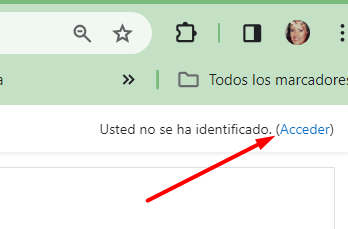 a
Todos los marcadores
Usted no se ha identificado. (Acceder)